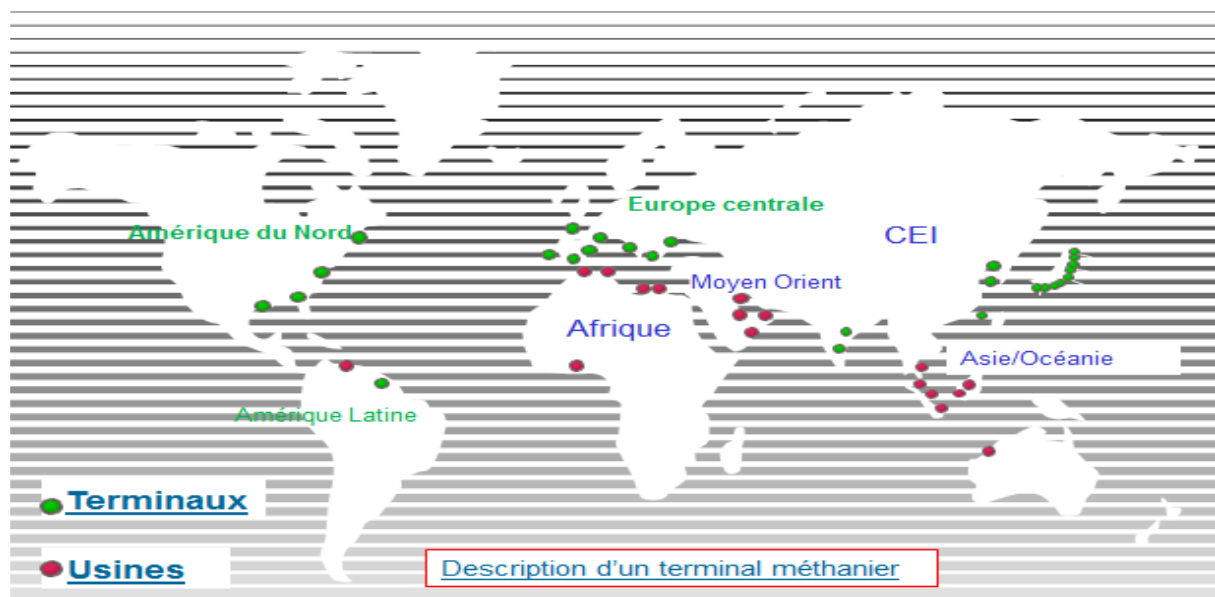 Europe centrale
Amérique du Nord
CEI
Moyen Orient
Afrique
Asie/Océanie
Amérique Latine
Terminaux
Usines
Description d'un terminal méthanier